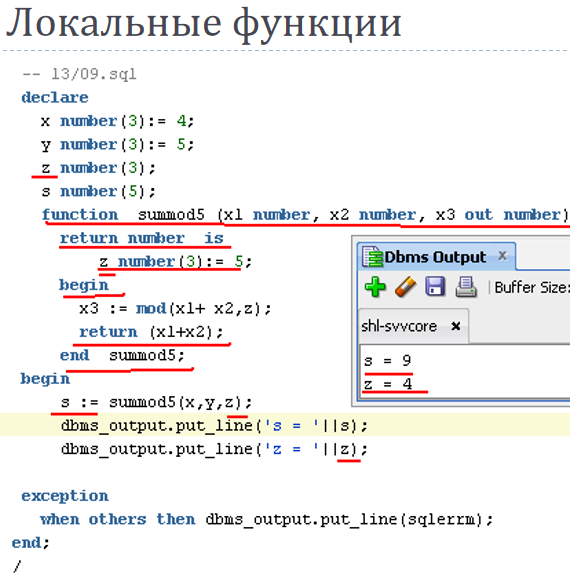 Локальные функции
-- 13/09.sql
declare
x number(3):= 4;
y number(3):= 5;
z number(3);
s number(5);
function summod5 (x1 number, x2 number, x3 out number)
return number is
z number(3):= 5;
begin
x3 := mod(x1+ x2,z);
return (x1+x2);
end summod5;
begin
s := summod5(x,y,z);
dbms_output.put_line('s = '||s);
dbms_output.put_line('z = '||z);
exception
when others then dbms_output.put_line(sqlerrm);
end;
/
Dbms Output x
Buffer Size:
shl-svvcore x
s = 9
z = 4